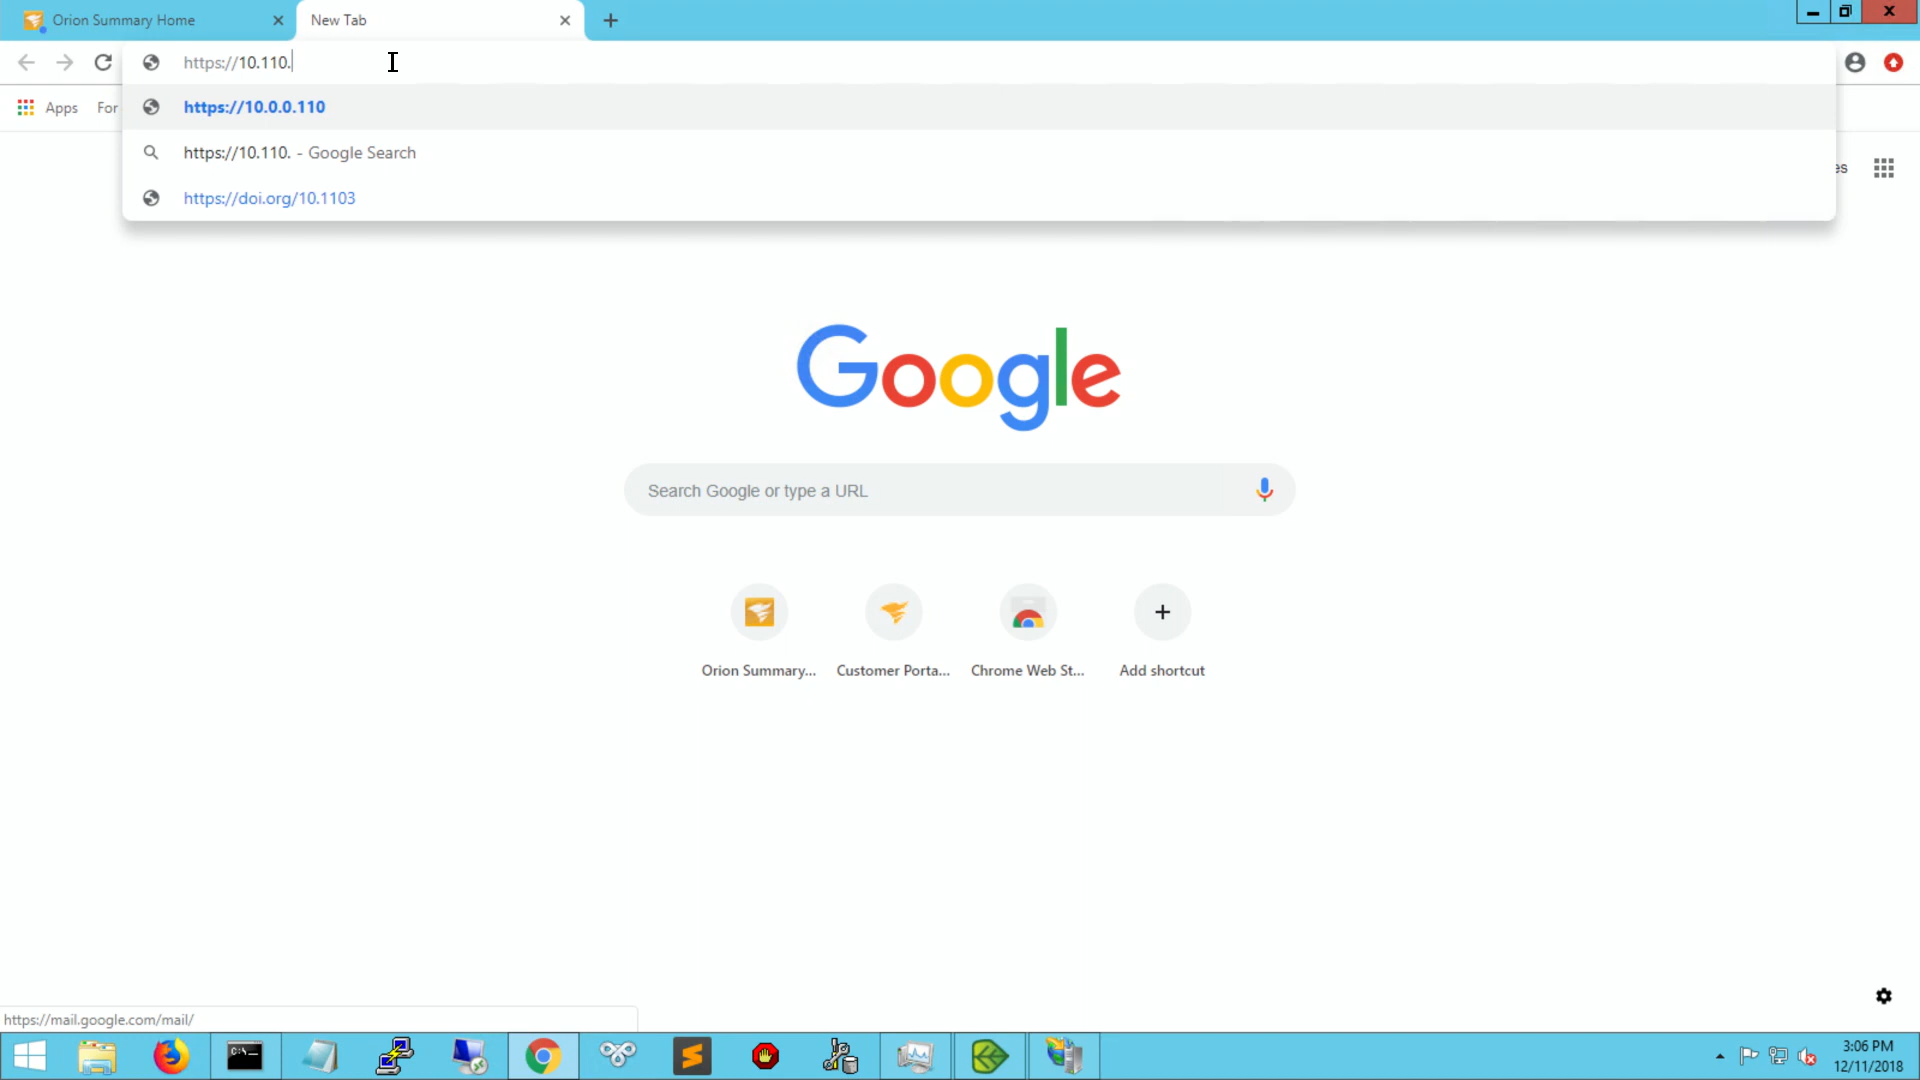 Orion Summary Home
New Tab
https://10.110.
Apps
For
https://10.0.0.110
https://10.110. - Google Search
https://doi.org/10.1103
es
Google
Search Google or type a URL
Orion Summary...
Customer Porta...
Chrome Web St...
Add shortcut
https://mail.google.com/mail/
C:\
3:06 PM
12/11/2018